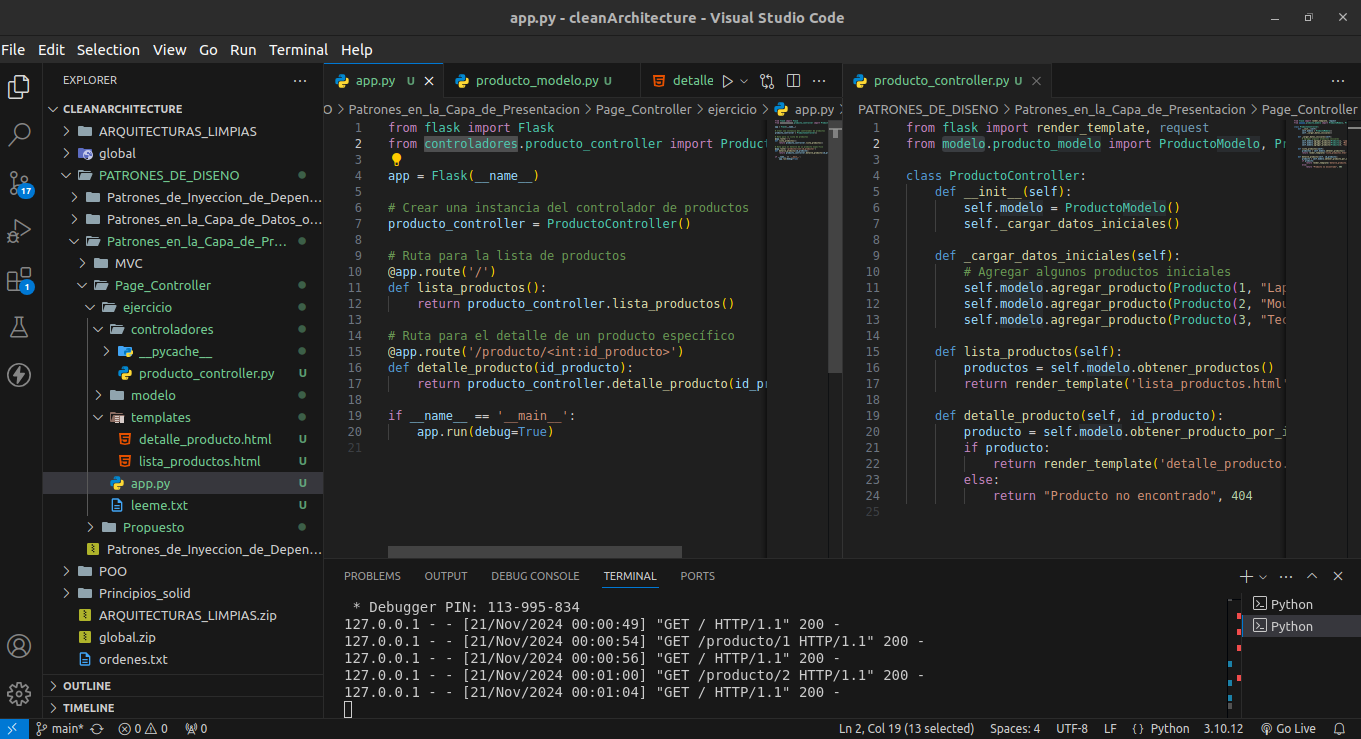 app.py - cleanArchitecture - Visual Studio Code
File Edit Selection View Go Run Terminal Help
EXPLORER
CLEANARCHITECTURE
ARQUITECTURAS_LIMPIAS
global
PATRONES_DE_DISENO
Patrones_de_Inyeccion_de_Depen...
Patrones_en_la_Capa_de_Datos_o...
Patrones_en_la_Capa_de_Pr...
MVC
Page_Controller
ejercicio
controladores
__pycache__
producto_controller.py U
modelo
templates
detalle_producto.html U
lista_productos.html U
app.py U
leeme.txt U
Propuesto
Patrones_de_Inyeccion_de_Depen...
POO
Principios_solid
ARQUITECTURAS_LIMPIAS.zip
global.zip
ordenes.txt
OUTLINE
TIMELINE
17
1
app.py U
producto_modelo.py U
detalle
O > Patrones_en_la_Capa_de_Presentacion > Page_Controller > ejercicio > app.py >
1 from flask import Flask
2 from controladores.producto_controller import Product
3
4 app = Flask(__name__)
5
6 # Crear una instancia del controlador de productos
7 producto_controller = ProductoController()
8
9 # Ruta para la lista de productos
10 @app.route('/')
11 def lista_productos():
12 return producto_controller.lista_productos()
13
14 # Ruta para el detalle de un producto específico
15 @app.route('/producto/<int:id_producto>')
16 def detalle_producto(id_producto):
17 return producto_controller.detalle_producto(id_pr
18
19 if __name__ == '__main__':
20 app.run(debug=True)
21
producto_controller.py U
PATRONES_DE_DISENO > Patrones_en_la_Capa_de_Presentacion > Page_Controller
1 from flask import render_template, request
2 from modelo.producto_modelo import ProductoModelo, Pr
3
4 class ProductoController:
5 def __init__(self):
6 self.modelo = ProductoModelo()
7 self._cargar_datos_iniciales()
8
9 def _cargar_datos_iniciales(self):
10 # Agregar algunos productos iniciales
11 self.modelo.agregar_producto(Producto(1, "Lap
12 self.modelo.agregar_producto(Producto(2, "Mou
13 self.modelo.agregar_producto(Producto(3, "Tec
14
15 def lista_productos(self):
16 productos = self.modelo.obtener_productos()
17 return render_template('lista_productos.html'
18
19 def detalle_producto(self, id_producto):
20 producto = self.modelo.obtener_producto_por_i
21 if producto:
22 return render_template('detalle_producto.
23 else:
24 return "Producto no encontrado", 404
25
PROBLEMS OUTPUT DEBUG CONSOLE TERMINAL PORTS
* Debugger PIN: 113-995-834
127.0.0.1 - - [21/Nov/2024 00:00:49] "GET / HTTP/1.1" 200 -
127.0.0.1 - - [21/Nov/2024 00:00:54] "GET /producto/1 HTTP/1.1" 200 -
127.0.0.1 - - [21/Nov/2024 00:00:56] "GET / HTTP/1.1" 200 -
127.0.0.1 - - [21/Nov/2024 00:01:00] "GET /producto/2 HTTP/1.1" 200 -
127.0.0.1 - - [21/Nov/2024 00:01:04] "GET / HTTP/1.1" 200 -
Python
Python
main* 0 0 0 Ln 2, Col 19 (13 selected) Spaces: 4 UTF-8 LF { } Python 3.10.12 Go Live